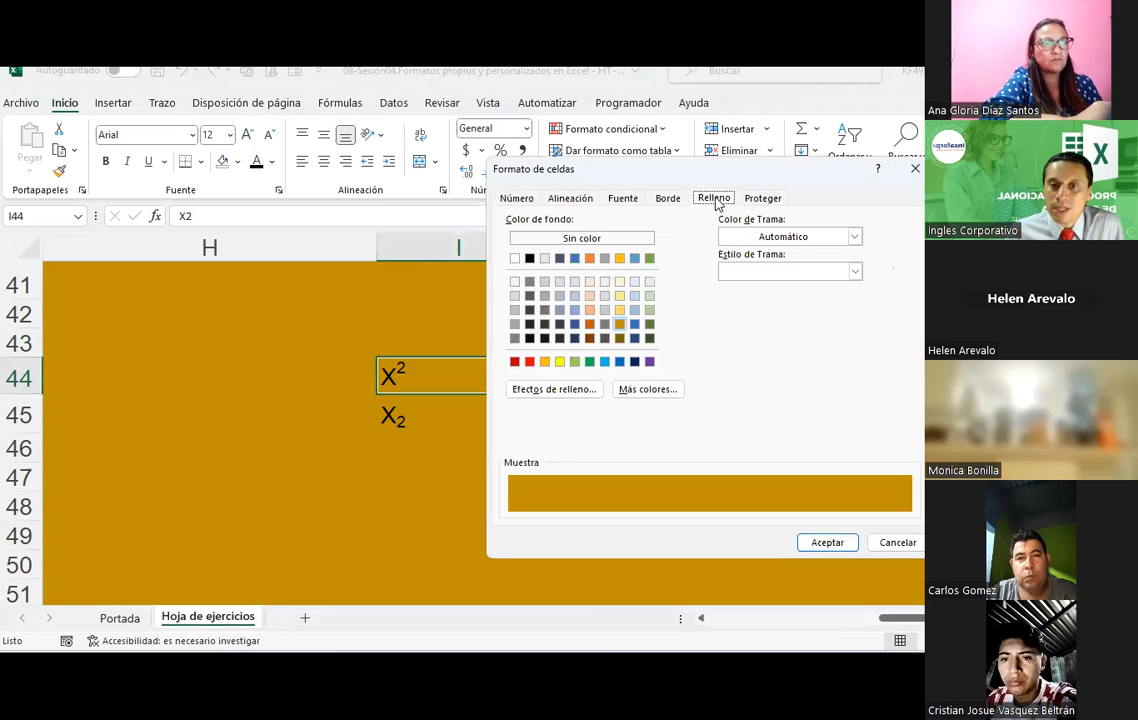 Autoguardado
08-Sesión04.Formatos propios y personalizados en Excel - HT -
Buscar
Archivo Inicio Insertar Trazo Disposición de página Fórmulas Datos Revisar Vista Automatizar Programador Ayuda
Pegar
Arial 12
General
Formato condicional
Dar formato como tabla
Insertar
Eliminar
Portapapeles Fuente Alineación
I44 X2
H I
41
42
43
44 X²
45 X₂
46
47
48
49
50
51
Formato de celdas
Número Alineación Fuente Borde Relleno Proteger
Color de fondo:
Sin color
Efectos de relleno... Más colores...
Color de Trama:
Automático
Estilo de Trama:
Muestra
Aceptar Cancelar
Portada Hoja de ejercicios
Listo Accesibilidad: es necesario investigar
Ana Gloria Diaz Santos
Ingles Corporativo
Helen Arevalo
Helen Arevalo
Monica Bonilla
Carlos Gomez
Cristian Josue Vasquez Beltrán